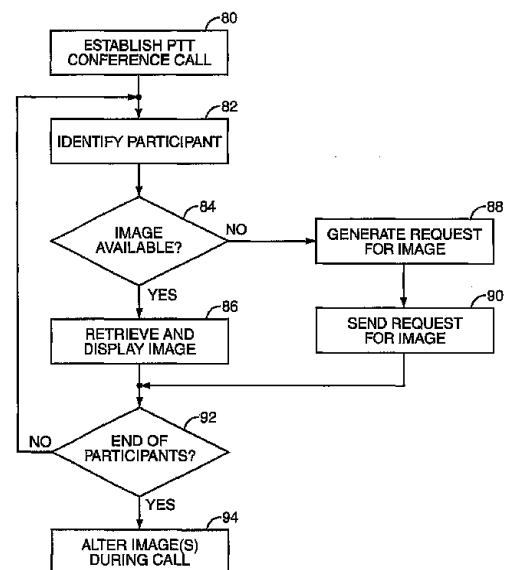 80
ESTABLISH PTT
CONFERENCE CALL
82
IDENTIFY PARTICIPANT
84
IMAGE
AVAILABLE?
NO
YES
88
GENERATE REQUEST
FOR IMAGE
86
RETRIEVE AND
DISPLAY IMAGE
90
SEND REQUEST
FOR IMAGE
92
END OF
PARTICIPANTS?
NO
YES
94
ALTER IMAGE(S)
DURING CALL